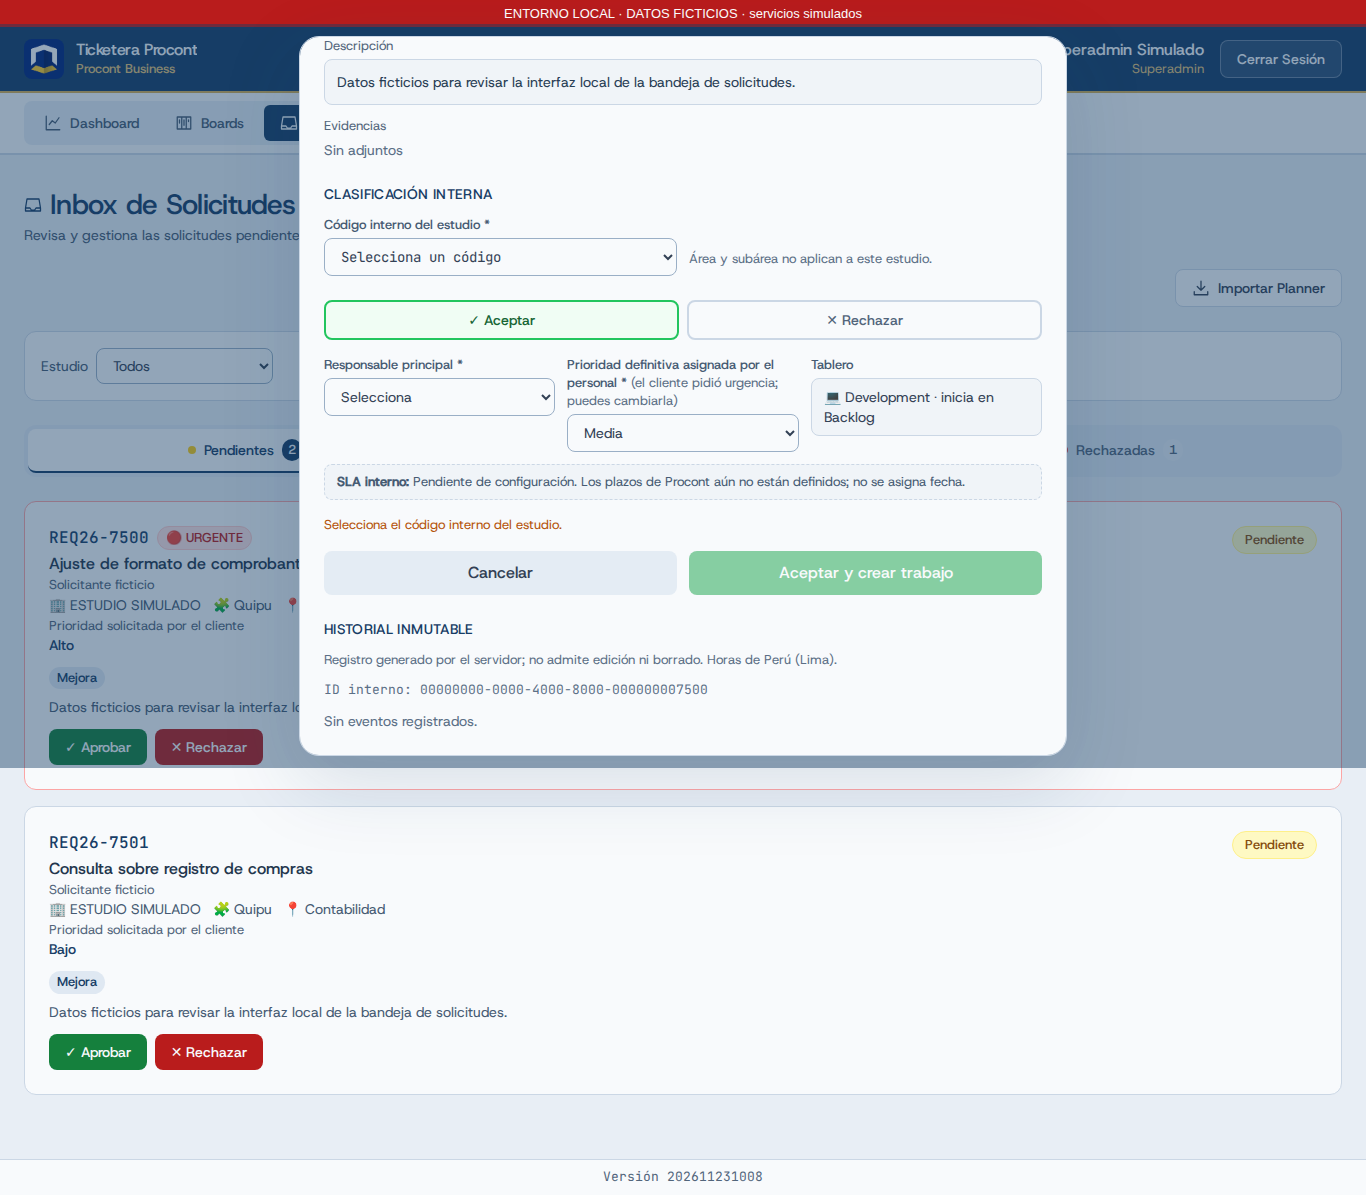 ENTORNO LOCAL · DATOS FICTICIOS · servicios simulados
Ticketera Procont
Procont Business
peradmin Simulado
Superadmin
Cerrar Sesión
Dashboard
Boards
Inbox de Solicitudes
Revisa y gestiona las solicitudes pendiente
Importar Planner
Estudio
Todos
Pendientes 2
Rechazadas 1
Descripción
Datos ficticios para revisar la interfaz local de la bandeja de solicitudes.
Evidencias
Sin adjuntos
CLASIFICACIÓN INTERNA
Código interno del estudio *
Selecciona un código
Área y subárea no aplican a este estudio.
✓ Aceptar
✕ Rechazar
Responsable principal *
Selecciona
Prioridad definitiva asignada por el
personal * (el cliente pidió urgencia;
puedes cambiarla)
Media
Tablero
💻 Development · inicia en
Backlog
SLA interno: Pendiente de configuración. Los plazos de Procont aún no están definidos; no se asigna fecha.
Selecciona el código interno del estudio.
Cancelar
Aceptar y crear trabajo
HISTORIAL INMUTABLE
Registro generado por el servidor; no admite edición ni borrado. Horas de Perú (Lima).
ID interno: 00000000-0000-4000-8000-000000007500
Sin eventos registrados.
REQ26-7500
🔴 URGENTE
Pendiente
Ajuste de formato de comproban
Solicitante ficticio
🏢 ESTUDIO SIMULADO 🧩 Quipu 📍
Prioridad solicitada por el cliente
Alto
Mejora
Datos ficticios para revisar la interfaz lo
✓ Aprobar
✕ Rechazar
REQ26-7501
Pendiente
Consulta sobre registro de compras
Solicitante ficticio
🏢 ESTUDIO SIMULADO 🧩 Quipu 📍 Contabilidad
Prioridad solicitada por el cliente
Bajo
Mejora
Datos ficticios para revisar la interfaz local de la bandeja de solicitudes.
✓ Aprobar
✕ Rechazar
Versión 202611231008